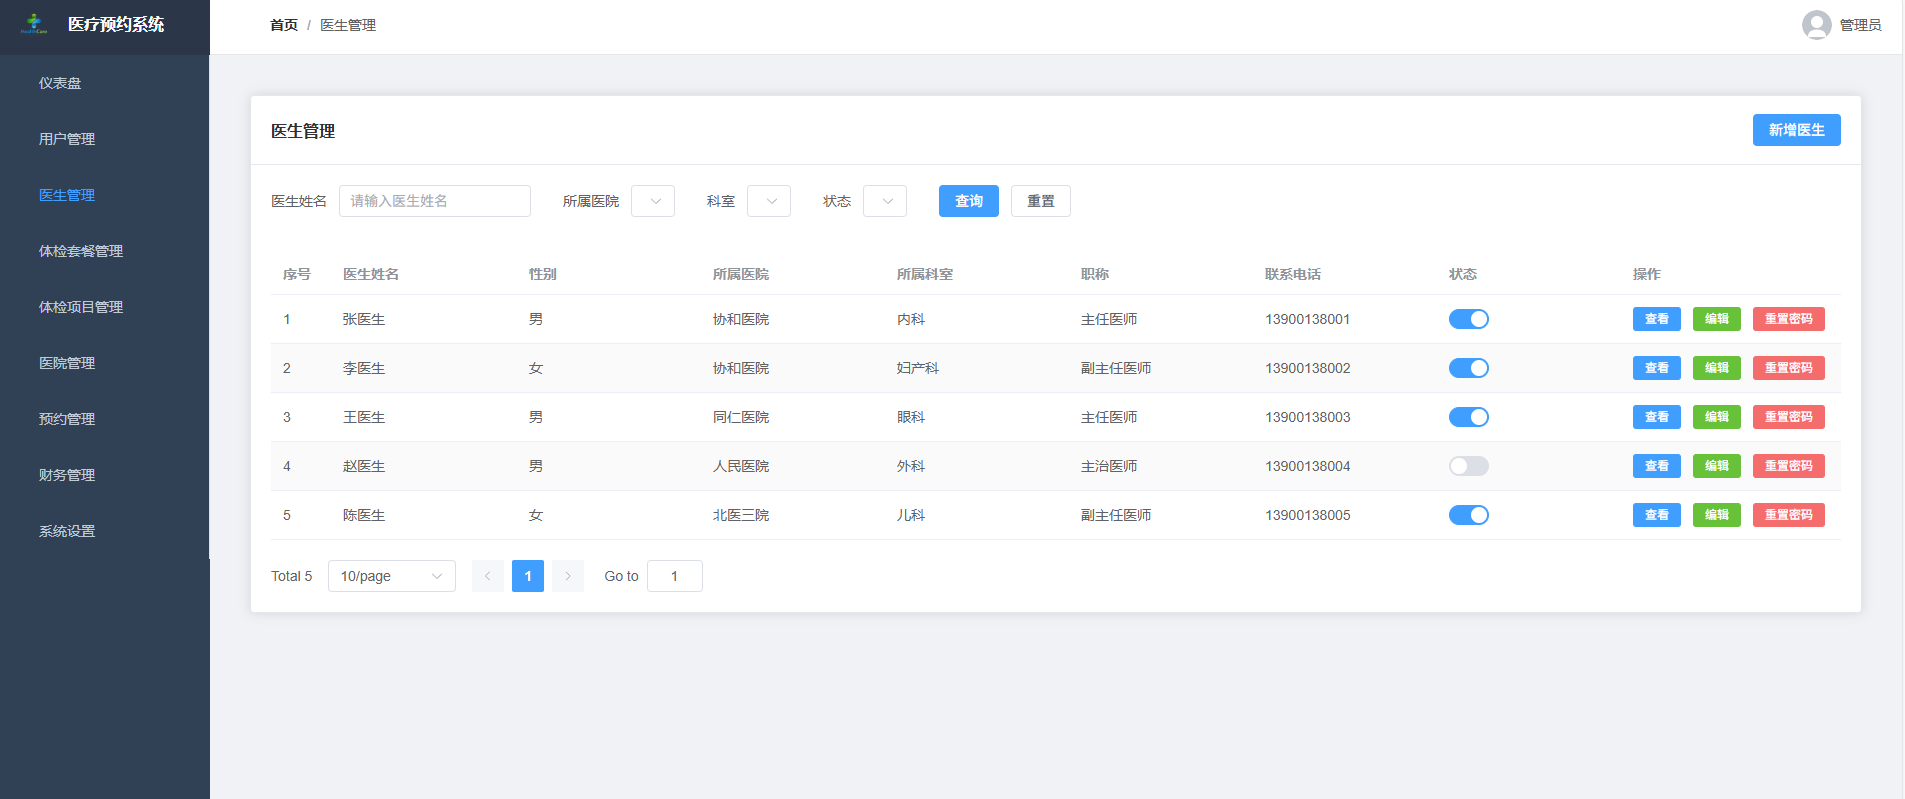 HealthCare 医疗预约系统
首页 / 医生管理
管理员
仪表盘
用户管理
医生管理
体检套餐管理
体检项目管理
医院管理
预约管理
财务管理
系统设置
医生管理
新增医生
医生姓名 请输入医生姓名 所属医院 科室 状态 查询 重置
序号 医生姓名 性别 所属医院 所属科室 职称 联系电话 状态 操作
1 张医生 男 协和医院 内科 主任医师 13900138001 查看 编辑 重置密码
2 李医生 女 协和医院 妇产科 副主任医师 13900138002 查看 编辑 重置密码
3 王医生 男 同仁医院 眼科 主任医师 13900138003 查看 编辑 重置密码
4 赵医生 男 人民医院 外科 主治医师 13900138004 查看 编辑 重置密码
5 陈医生 女 北医三院 儿科 副主任医师 13900138005 查看 编辑 重置密码
Total 5 10/page 1 Go to 1